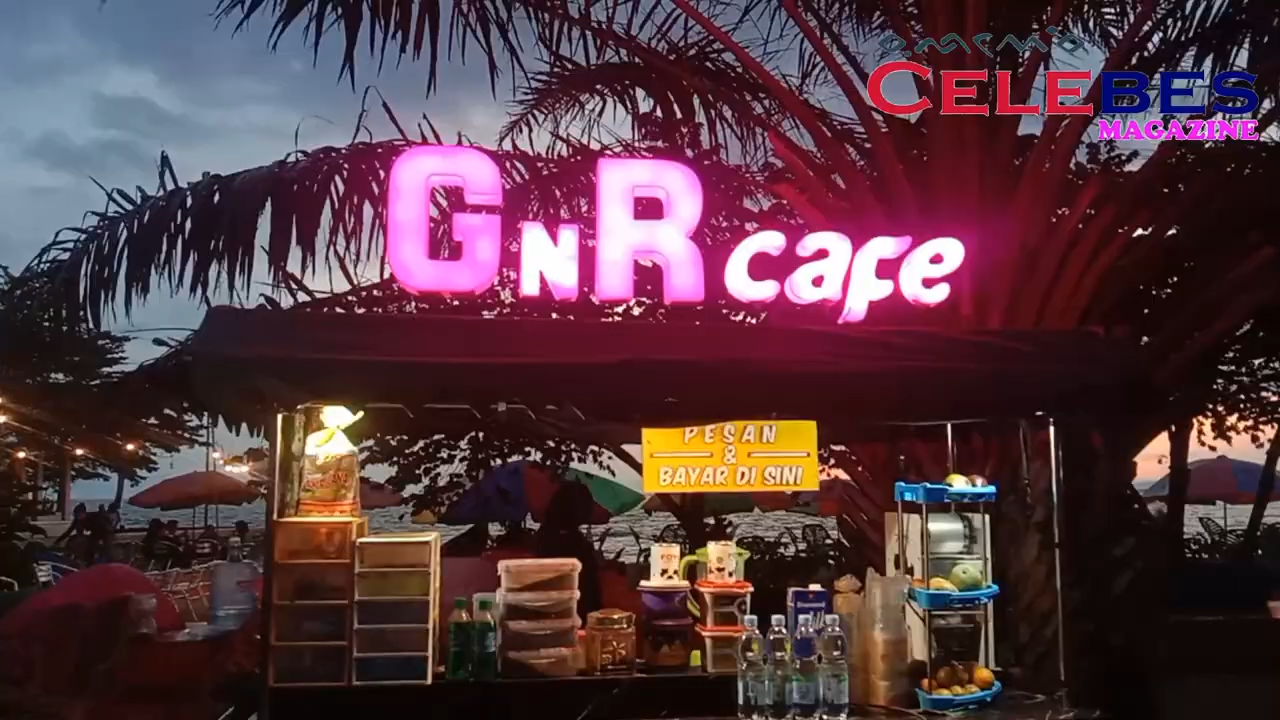 CELEBES
MAGAZINE
GNR cafe
PESAN
&
BAYAR DI SINI